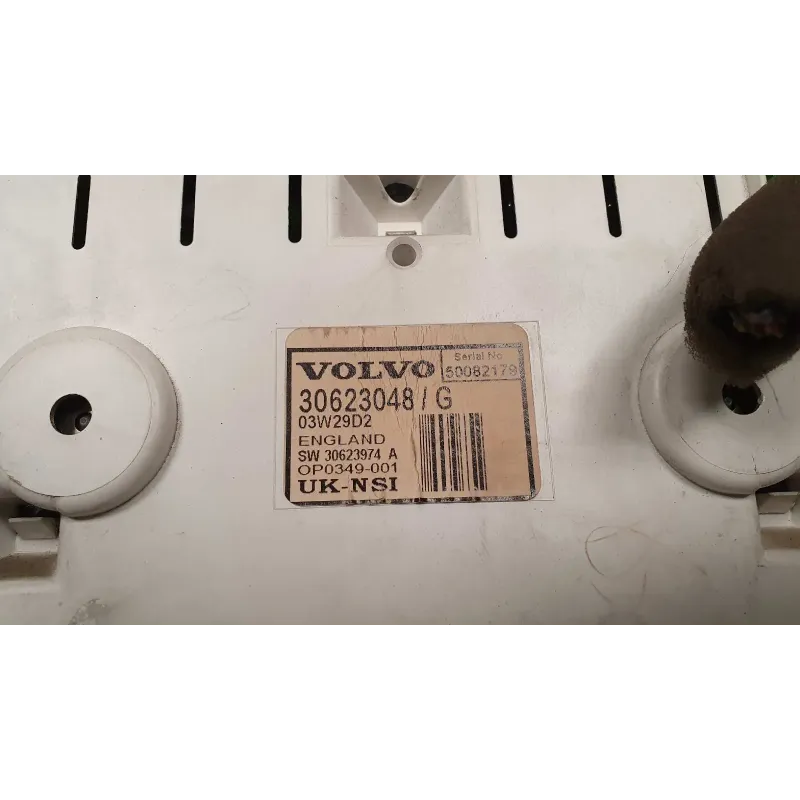 VOLVO
Serial No
50082179
30623048 / G
03W29D2
ENGLAND
SW 30623974 A
OP0349-001
UK-NSI